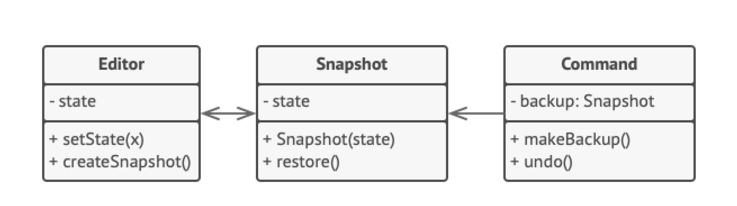 Editor
- state
+ setState(x)
+ createSnapshot()
Snapshot
- state
+ Snapshot(state)
+ restore()
Command
- backup: Snapshot
+ makeBackup()
+ undo()